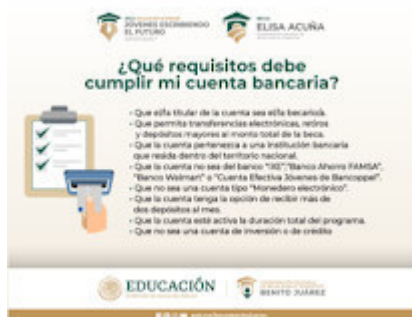 JÓVENES ESCRIBIENDO
EL FUTURO
BECA
ELISA ACUÑA
¿Qué requisitos debe
cumplir mi cuenta bancaria?
• Que el/la titular de la cuenta sea el/la becario/a.
• Que permita transferencias electrónicas, retiros
y depósitos mayores al monto total de la beca.
• Que la cuenta pertenezca a una institución bancaria
que resida dentro del territorio nacional.
• Que la cuenta no sea del banco "IXE", "Banco Ahorro FAMSA",
"Banco Walmart" o "Cuenta Efectiva Jóvenes de Bancoppel".
• Que no sea una cuenta tipo "Monedero electrónico".
• Que la cuenta tenga la opción de recibir más de
dos depósitos al mes.
• Que la cuenta esté activa la duración total del programa.
• Que no sea una cuenta de inversión o de crédito
EDUCACIÓN
BENITO JUÁREZ